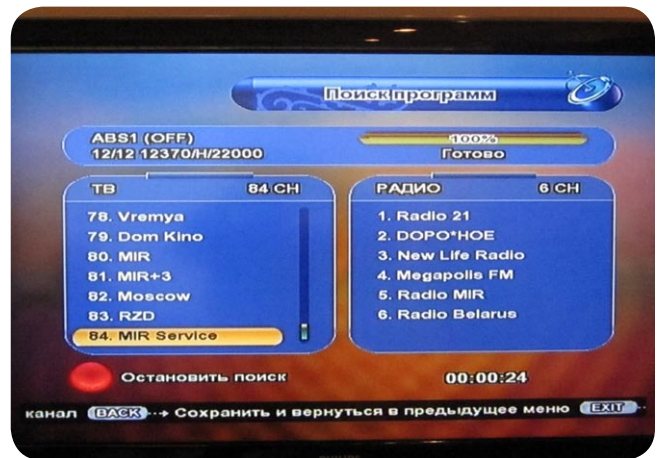 Поиск программ
ABS1 (OFF)
12/12 12370/H/22000
100%
Готово
ТВ 84 CH
78. Vremya
79. Dom Kino
80. MIR
81. MIR+3
82. Moscow
83. RZD
84. MIR Service
РАДИО 6 CH
1. Radio 21
2. DOPO*HOE
3. New Life Radio
4. Megapolis FM
5. Radio MIR
6. Radio Belarus
Остановить поиск
00:00:24
канал BACK ··→ Сохранить и вернуться в предыдущее меню EXIT ··